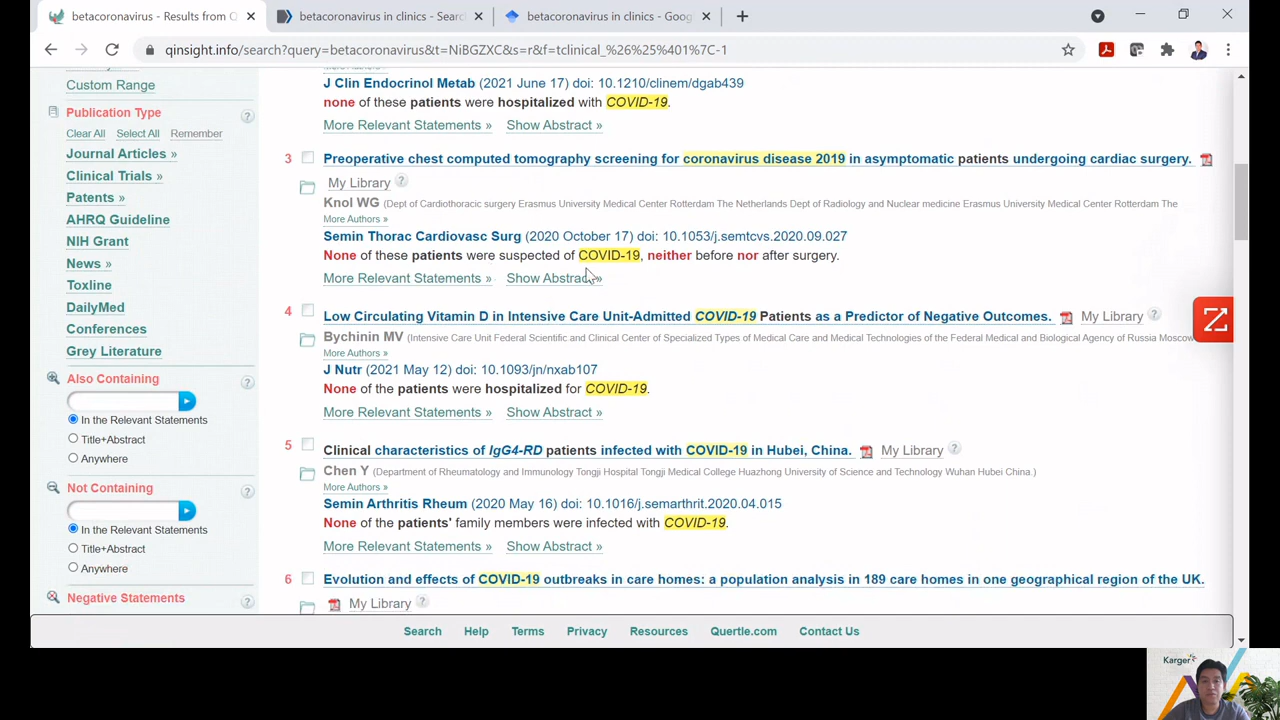 betacoronavirus - Results from Q
betacoronavirus in clinics - Searc
betacoronavirus in clinics - Goog
qinsight.info/search?query=betacoronavirus&t=NiBGZXC&s=r&f=tclinical_%26%25%401%7C-1
Custom Range
Publication Type
Clear All Select All Remember
Journal Articles »
Clinical Trials »
Patents »
AHRQ Guideline
NIH Grant
News »
Toxline
DailyMed
Conferences
Grey Literature
Also Containing
In the Relevant Statements
Title+Abstract
Anywhere
Not Containing
In the Relevant Statements
Title+Abstract
Anywhere
Negative Statements
J Clin Endocrinol Metab (2021 June 17) doi: 10.1210/clinem/dgab439
none of these patients were hospitalized with COVID-19.
More Relevant Statements » Show Abstract »
3 Preoperative chest computed tomography screening for coronavirus disease 2019 in asymptomatic patients undergoing cardiac surgery.
My Library
Knol WG (Dept of Cardiothoracic surgery Erasmus University Medical Center Rotterdam The Netherlands Dept of Radiology and Nuclear medicine Erasmus University Medical Center Rotterdam The
More Authors »
Semin Thorac Cardiovasc Surg (2020 October 17) doi: 10.1053/j.semtcvs.2020.09.027
None of these patients were suspected of COVID-19, neither before nor after surgery.
More Relevant Statements » Show Abstract »
4 Low Circulating Vitamin D in Intensive Care Unit-Admitted COVID-19 Patients as a Predictor of Negative Outcomes. My Library
Bychinin MV (Intensive Care Unit Federal Scientific and Clinical Center of Specialized Types of Medical Care and Medical Technologies of the Federal Medical and Biological Agency of Russia Moscow
More Authors »
J Nutr (2021 May 12) doi: 10.1093/jn/nxab107
None of the patients were hospitalized for COVID-19.
More Relevant Statements » Show Abstract »
5 Clinical characteristics of IgG4-RD patients infected with COVID-19 in Hubei, China. My Library
Chen Y (Department of Rheumatology and Immunology Tongji Hospital Tongji Medical College Huazhong University of Science and Technology Wuhan Hubei China.)
More Authors »
Semin Arthritis Rheum (2020 May 16) doi: 10.1016/j.semarthrit.2020.04.015
None of the patients' family members were infected with COVID-19.
More Relevant Statements » Show Abstract »
6 Evolution and effects of COVID-19 outbreaks in care homes: a population analysis in 189 care homes in one geographical region of the UK.
My Library
Search Help Terms Privacy Resources Quertle.com Contact Us
Karger